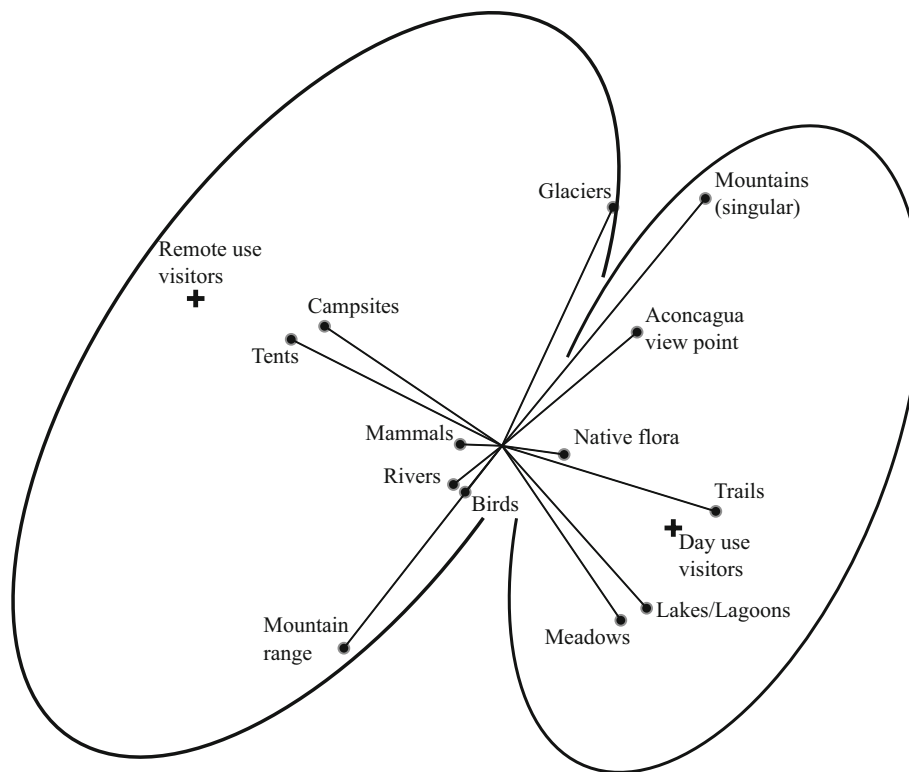 Glaciers
Mountains
(singular)
Remote use
visitors
Campsites
Tents
Aconcagua
view point
Mammals
Native flora
Rivers
Birds
Trails
Day use
visitors
Lakes/Lagoons
Meadows
Mountain
range